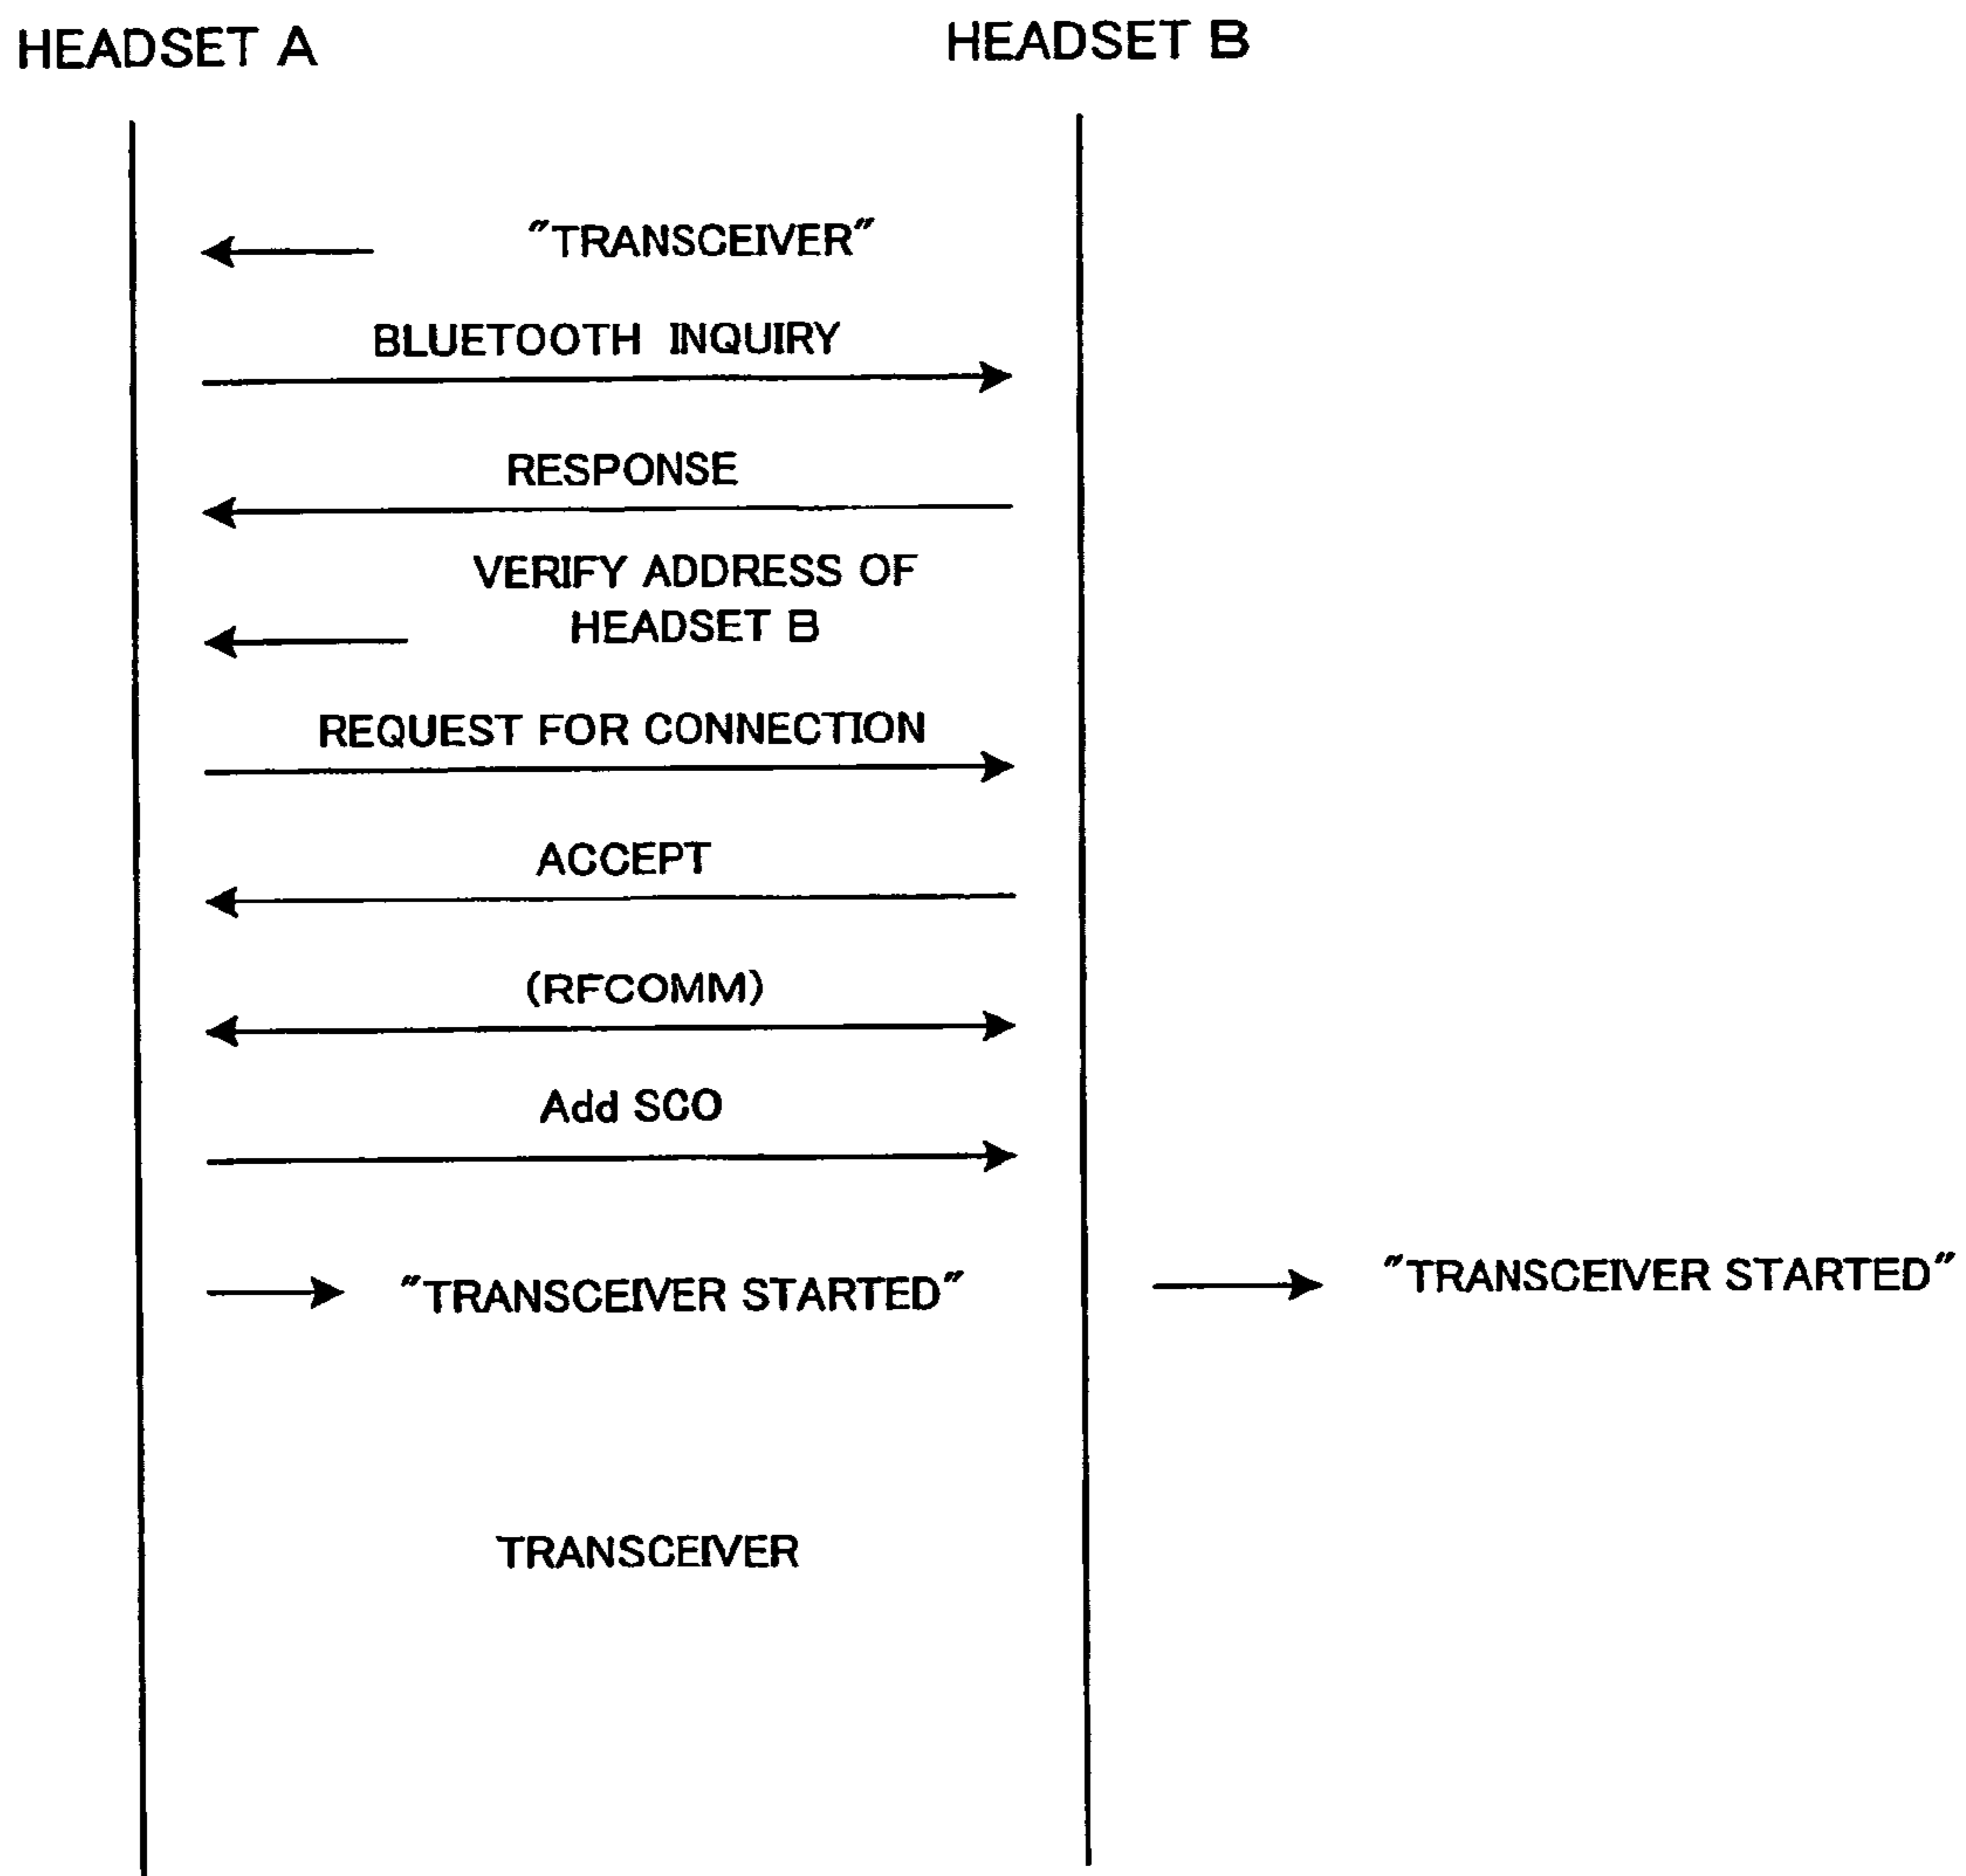 HEADSET A
HEADSET B
"TRANSCEIVER"
BLUETOOTH INQUIRY
RESPONSE
VERIFY ADDRESS OF
HEADSET B
REQUEST FOR CONNECTION
ACCEPT
(RFCOMM)
Add SCO
"TRANSCEIVER STARTED"
"TRANSCEIVER STARTED"
TRANSCEIVER